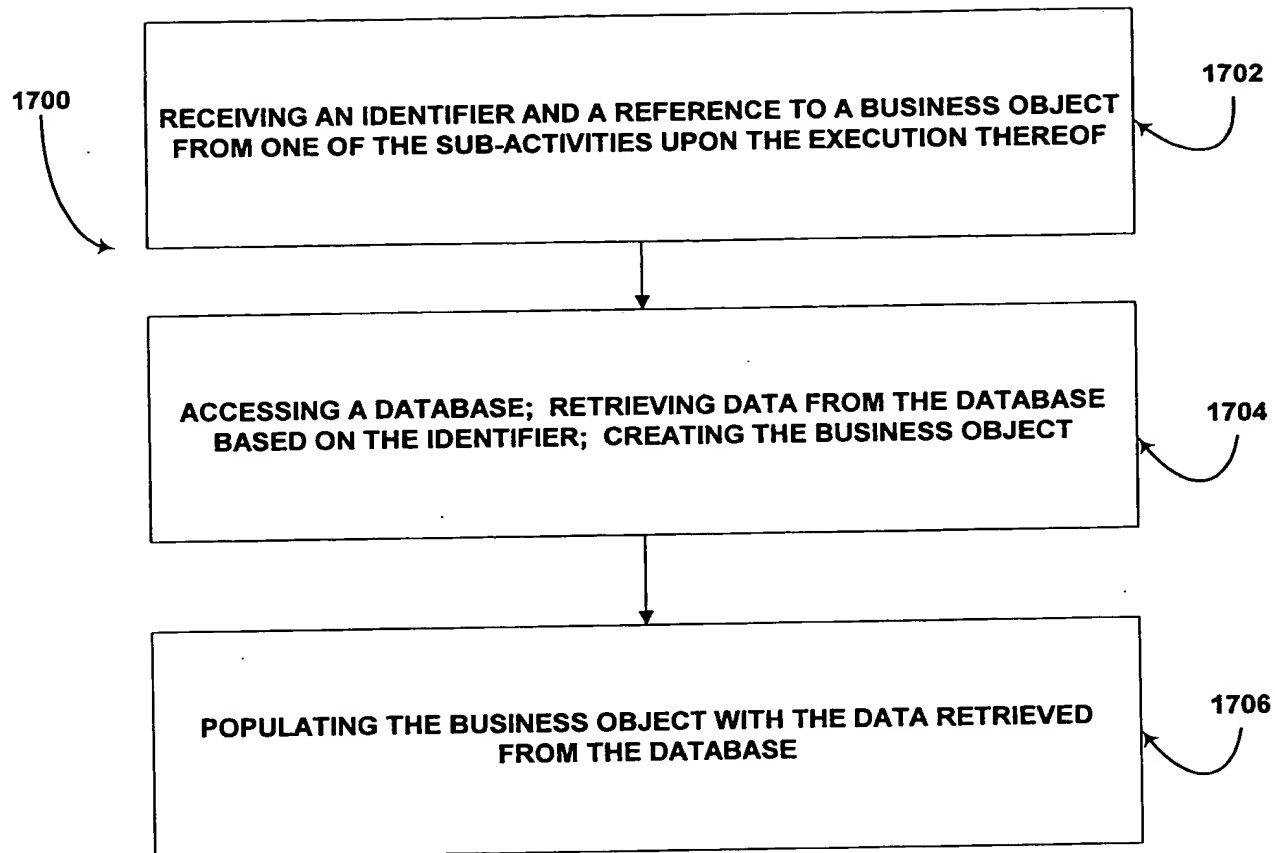 1700
1702
RECEIVING AN IDENTIFIER AND A REFERENCE TO A BUSINESS OBJECT
FROM ONE OF THE SUB-ACTIVITIES UPON THE EXECUTION THEREOF
1704
ACCESSING A DATABASE; RETRIEVING DATA FROM THE DATABASE
BASED ON THE IDENTIFIER; CREATING THE BUSINESS OBJECT
1706
POPULATING THE BUSINESS OBJECT WITH THE DATA RETRIEVED
FROM THE DATABASE